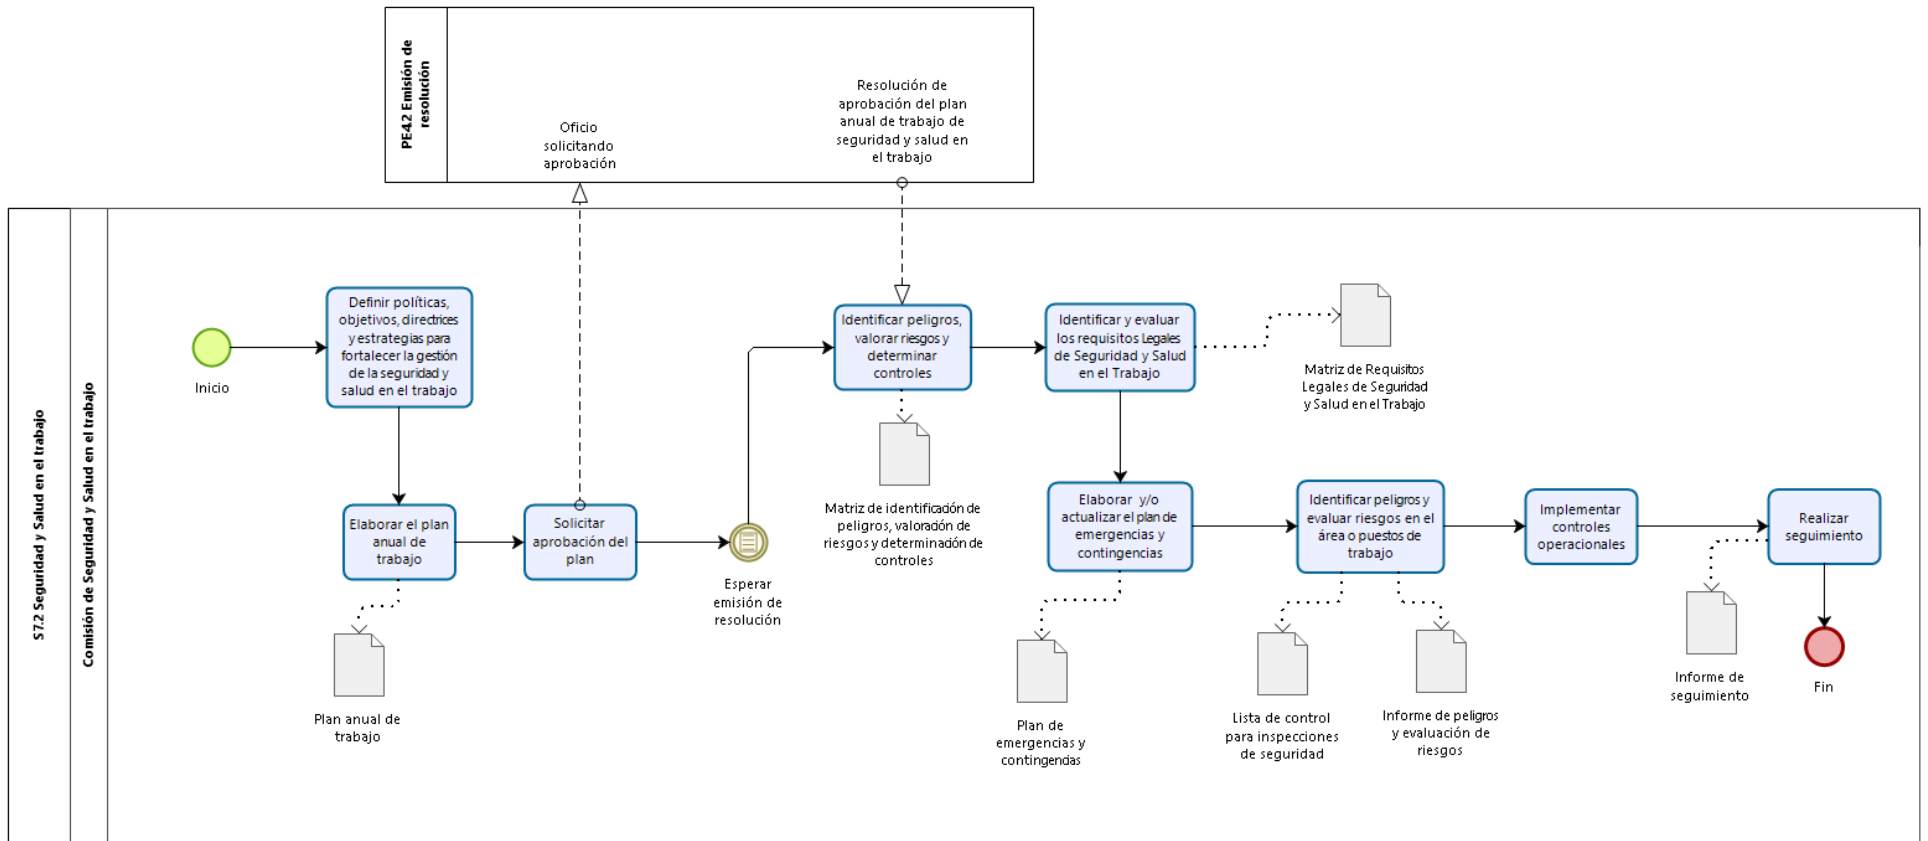 PE42 Emisión de
resolución
Oficio
solicitando
aprobación
Resolución de
aprobación del plan
anual de trabajo de
seguridad y salud en
el trabajo
S7.2 Seguridad y Salud en el trabajo
Comisión de Seguridad y Salud en el trabajo
Inicio
Definir políticas,
objetivos, directrices
y estrategias para
fortalecer la gestión
de la seguridad y
salud en el trabajo
Elaborar el plan
anual de
trabajo
Plan anual de
trabajo
Solicitar
aprobación del
plan
Esperar
emisión de
resolución
Identificar peligros,
valorar riesgos y
determinar
controles
Matriz de identificación de
peligros, valoración de
riesgos y determinación de
controles
Identificar y evaluar
los requisitos Legales
de Seguridad y Salud
en el Trabajo
Matriz de Requisitos
Legales de Seguridad
y Salud en el Trabajo
Elaborar y/o
actualizar el plan de
emergencias y
contingencias
Plan de
emergencias y
contingencias
Identificar peligros y
evaluar riesgos en el
área o puestos de
trabajo
Lista de control
para inspecciones
de seguridad
Informe de peligros
y evaluación de
riesgos
Implementar
controles
operacionales
Realizar
seguimiento
Informe de
seguimiento
Fin